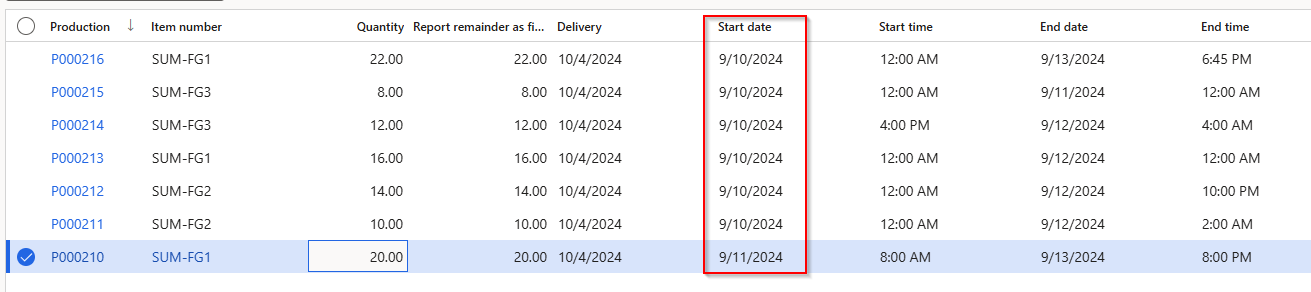 Production Item number Quantity Report remainder as fi... Delivery Start date Start time End date End time
P000216 SUM-FG1 22.00 22.00 10/4/2024 9/10/2024 12:00 AM 9/13/2024 6:45 PM
P000215 SUM-FG3 8.00 8.00 10/4/2024 9/10/2024 12:00 AM 9/11/2024 12:00 AM
P000214 SUM-FG3 12.00 12.00 10/4/2024 9/10/2024 4:00 PM 9/12/2024 4:00 AM
P000213 SUM-FG1 16.00 16.00 10/4/2024 9/10/2024 12:00 AM 9/12/2024 12:00 AM
P000212 SUM-FG2 14.00 14.00 10/4/2024 9/10/2024 12:00 AM 9/12/2024 10:00 PM
P000211 SUM-FG2 10.00 10.00 10/4/2024 9/10/2024 12:00 AM 9/12/2024 2:00 AM
P000210 SUM-FG1 20.00 20.00 10/4/2024 9/11/2024 8:00 AM 9/13/2024 8:00 PM